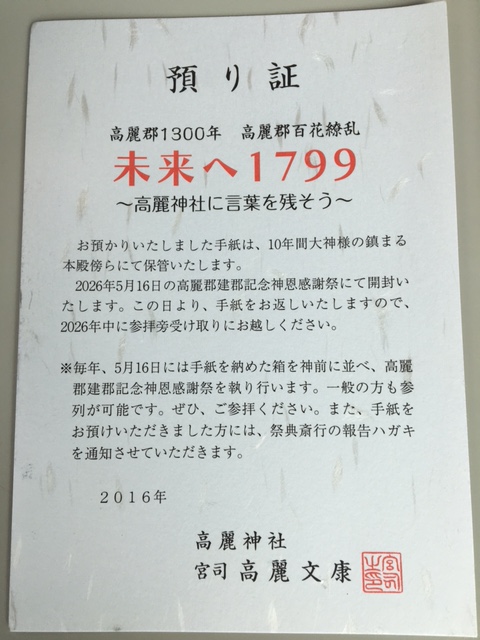 預り証
高麗郡1300年 高麗郡百花繚乱
未来へ1799
～高麗神社に言葉を残そう～
お預かりいたしました手紙は、10年間大神様の鎮まる
本殿傍らにて保管いたします。
2026年5月16日の高麗郡建郡記念神恩感謝祭にて開封い
たします。この日より、手紙をお返しいたしますので、
2026年中に参拝旁受け取りにお越しください。
※毎年、5月16日には手紙を納めた箱を神前に並べ、高麗
郡建郡記念神恩感謝祭を執り行います。一般の方も参
列が可能です。ぜひ、ご参拝ください。また、手紙を
お預けいただきました方には、祭典斎行の報告ハガキ
を通知させていただきます。
２０１６年
高麗神社
宮司 高麗文康